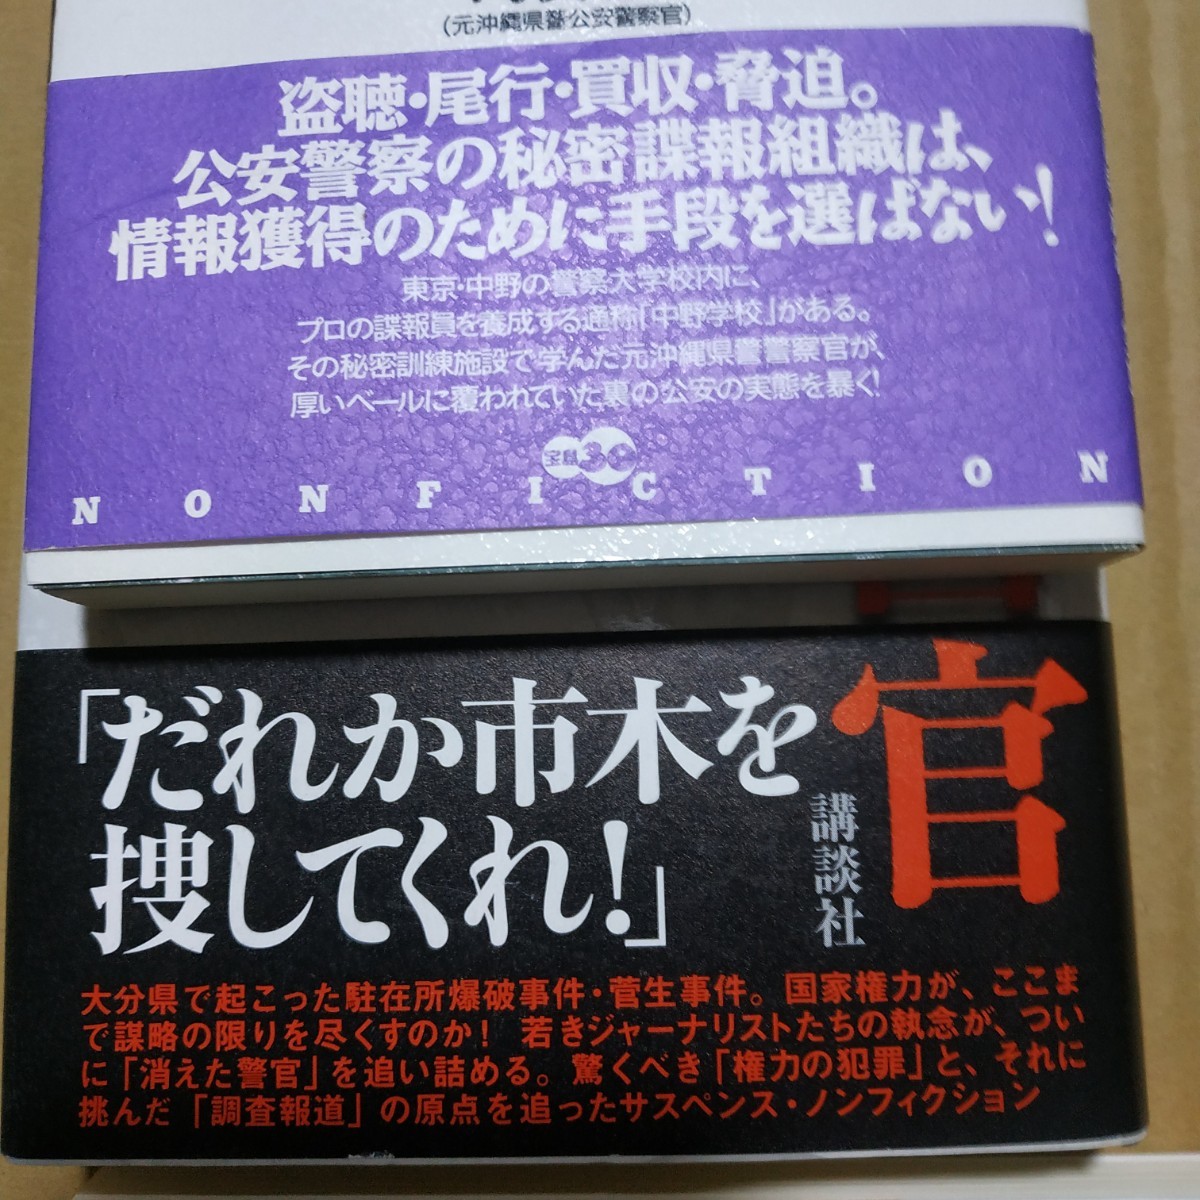 (元沖縄県警公安警察官)
盗聴・尾行・買収・脅迫。
公安警察の秘密諜報組織は、
情報獲得のために手段を選ばない!
東京・中野の警察大学校内に、
プロの諜報員を養成する通称「中野学校」がある。
その秘密訓練施設で学んだ元沖縄県警警察官が、
厚いベールに覆われていた裏の公安の実態を暴く!
宝島30
NONFICTION
官
「だれか市木を
捜してくれ!」
講談社
大分県で起こった駐在所爆破事件・菅生事件。国家権力が、ここま
で謀略の限りを尽くすのか! 若きジャーナリストたちの執念が、つい
に「消えた警官」を追い詰める。驚くべき「権力の犯罪」と、それに
挑んだ「調査報道」の原点を追ったサスペンス・ノンフィクション